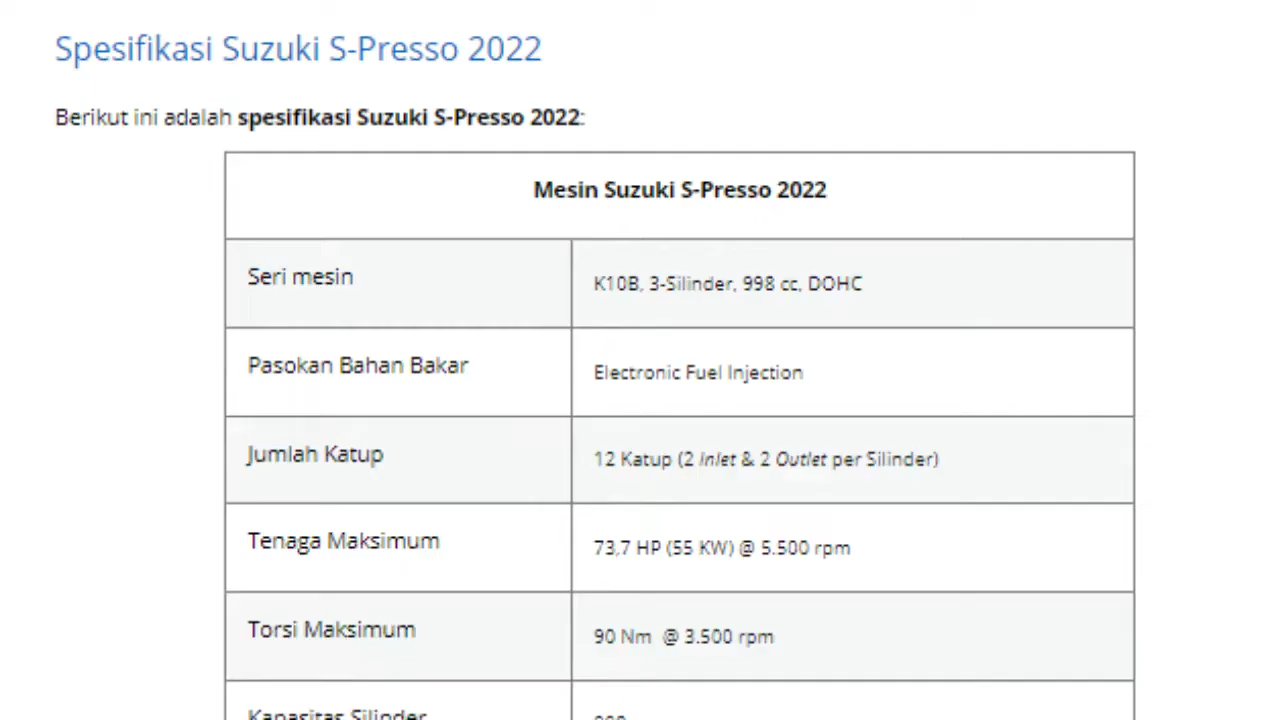 Spesifikasi Suzuki S-Presso 2022
Berikut ini adalah spesifikasi Suzuki S-Presso 2022:
Mesin Suzuki S-Presso 2022
Seri mesin
K10B, 3-Silinder, 998 cc, DOHC
Pasokan Bahan Bakar
Electronic Fuel Injection
Jumlah Katup
12 Katup (2 Inlet & 2 Outlet per Silinder)
Tenaga Maksimum
73,7 HP (55 KW) @ 5.500 rpm
Torsi Maksimum
90 Nm @ 3.500 rpm
Kapasitas Silinder